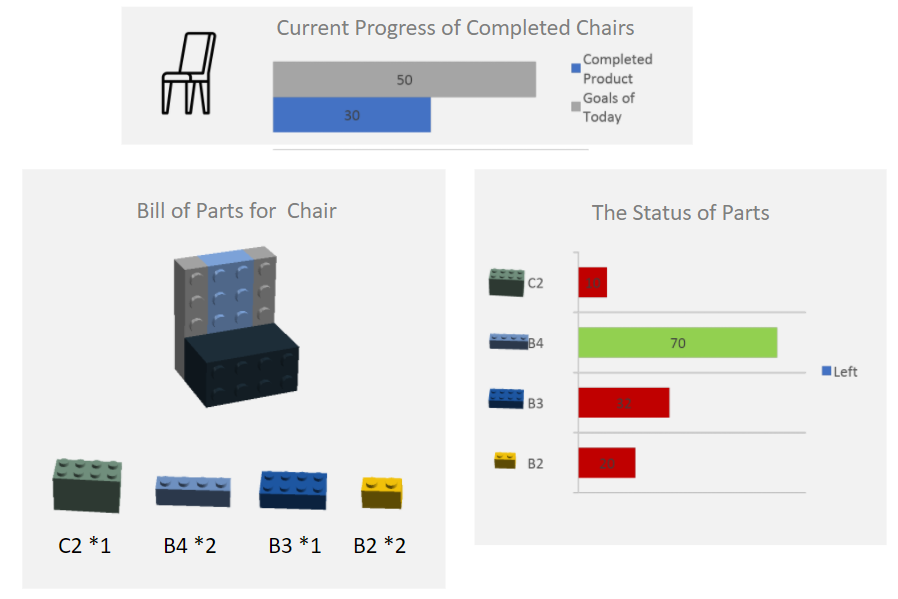 Current Progress of Completed Chairs
50
30
Completed
Product
Goals of
Today
Bill of Parts for Chair
C2 *1
B4 *2
B3 *1
B2 *2
The Status of Parts
C2
10
B4
70
B3
32
B2
20
Left